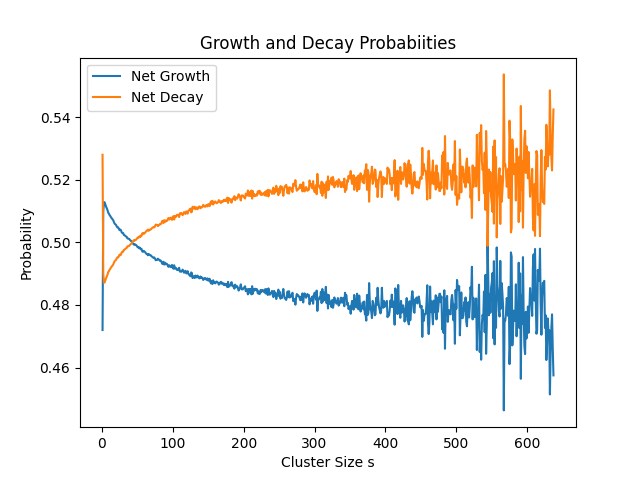 Growth and Decay Probabiities
Net Growth
Net Decay
Probability
0.54
0.52
0.50
0.48
0.46
0
100
200
300
400
500
600
Cluster Size s